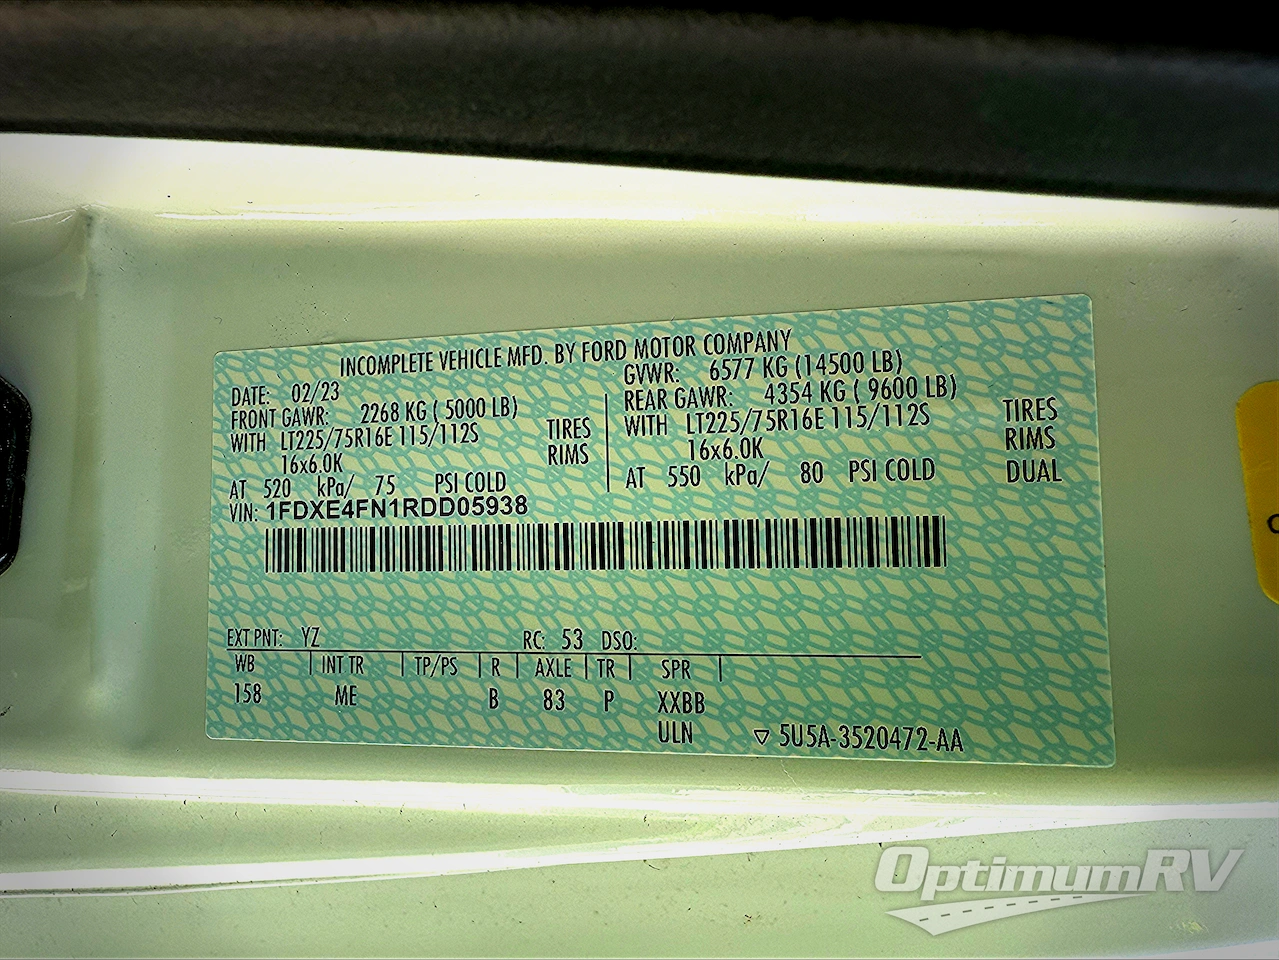 INCOMPLETE VEHICLE MFD. BY FORD MOTOR COMPANY
DATE: 02/23
GVWR: 6577 KG (14500 LB)
FRONT GAWR: 2268 KG ( 5000 LB)
REAR GAWR: 4354 KG ( 9600 LB)
WITH LT225/75R16E 115/112S TIRES
WITH LT225/75R16E 115/112S TIRES
16x6.0K RIMS
16x6.0K RIMS
AT 520 kPa/ 75 PSI COLD
AT 550 kPa/ 80 PSI COLD DUAL
VIN: 1FDXE4FN1RDD05938
EXT PNT: YZ RC: 53 DSO:
WB INT TR TP/PS R AXLE TR SPR
158 ME B 83 P XXBB
ULN ▽ 5U5A-3520472-AA
OptimumRV